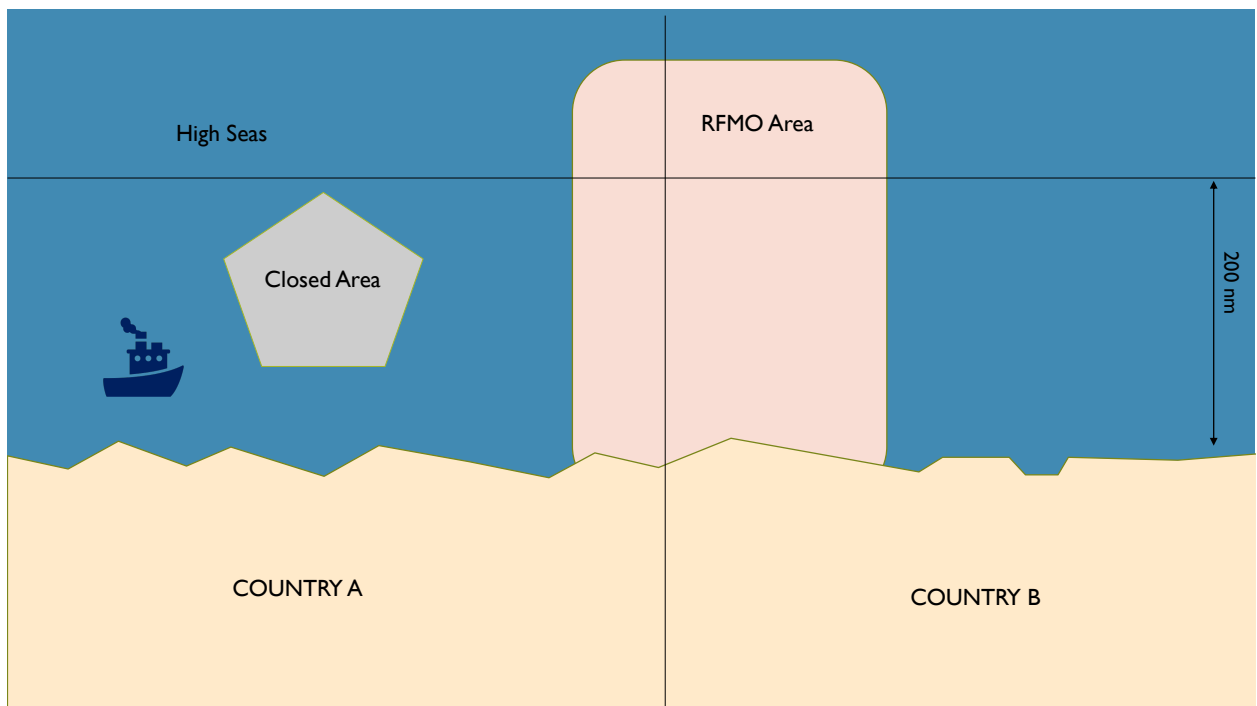 RFMO Area
High Seas
Closed Area
200 nm
COUNTRY A
COUNTRY B